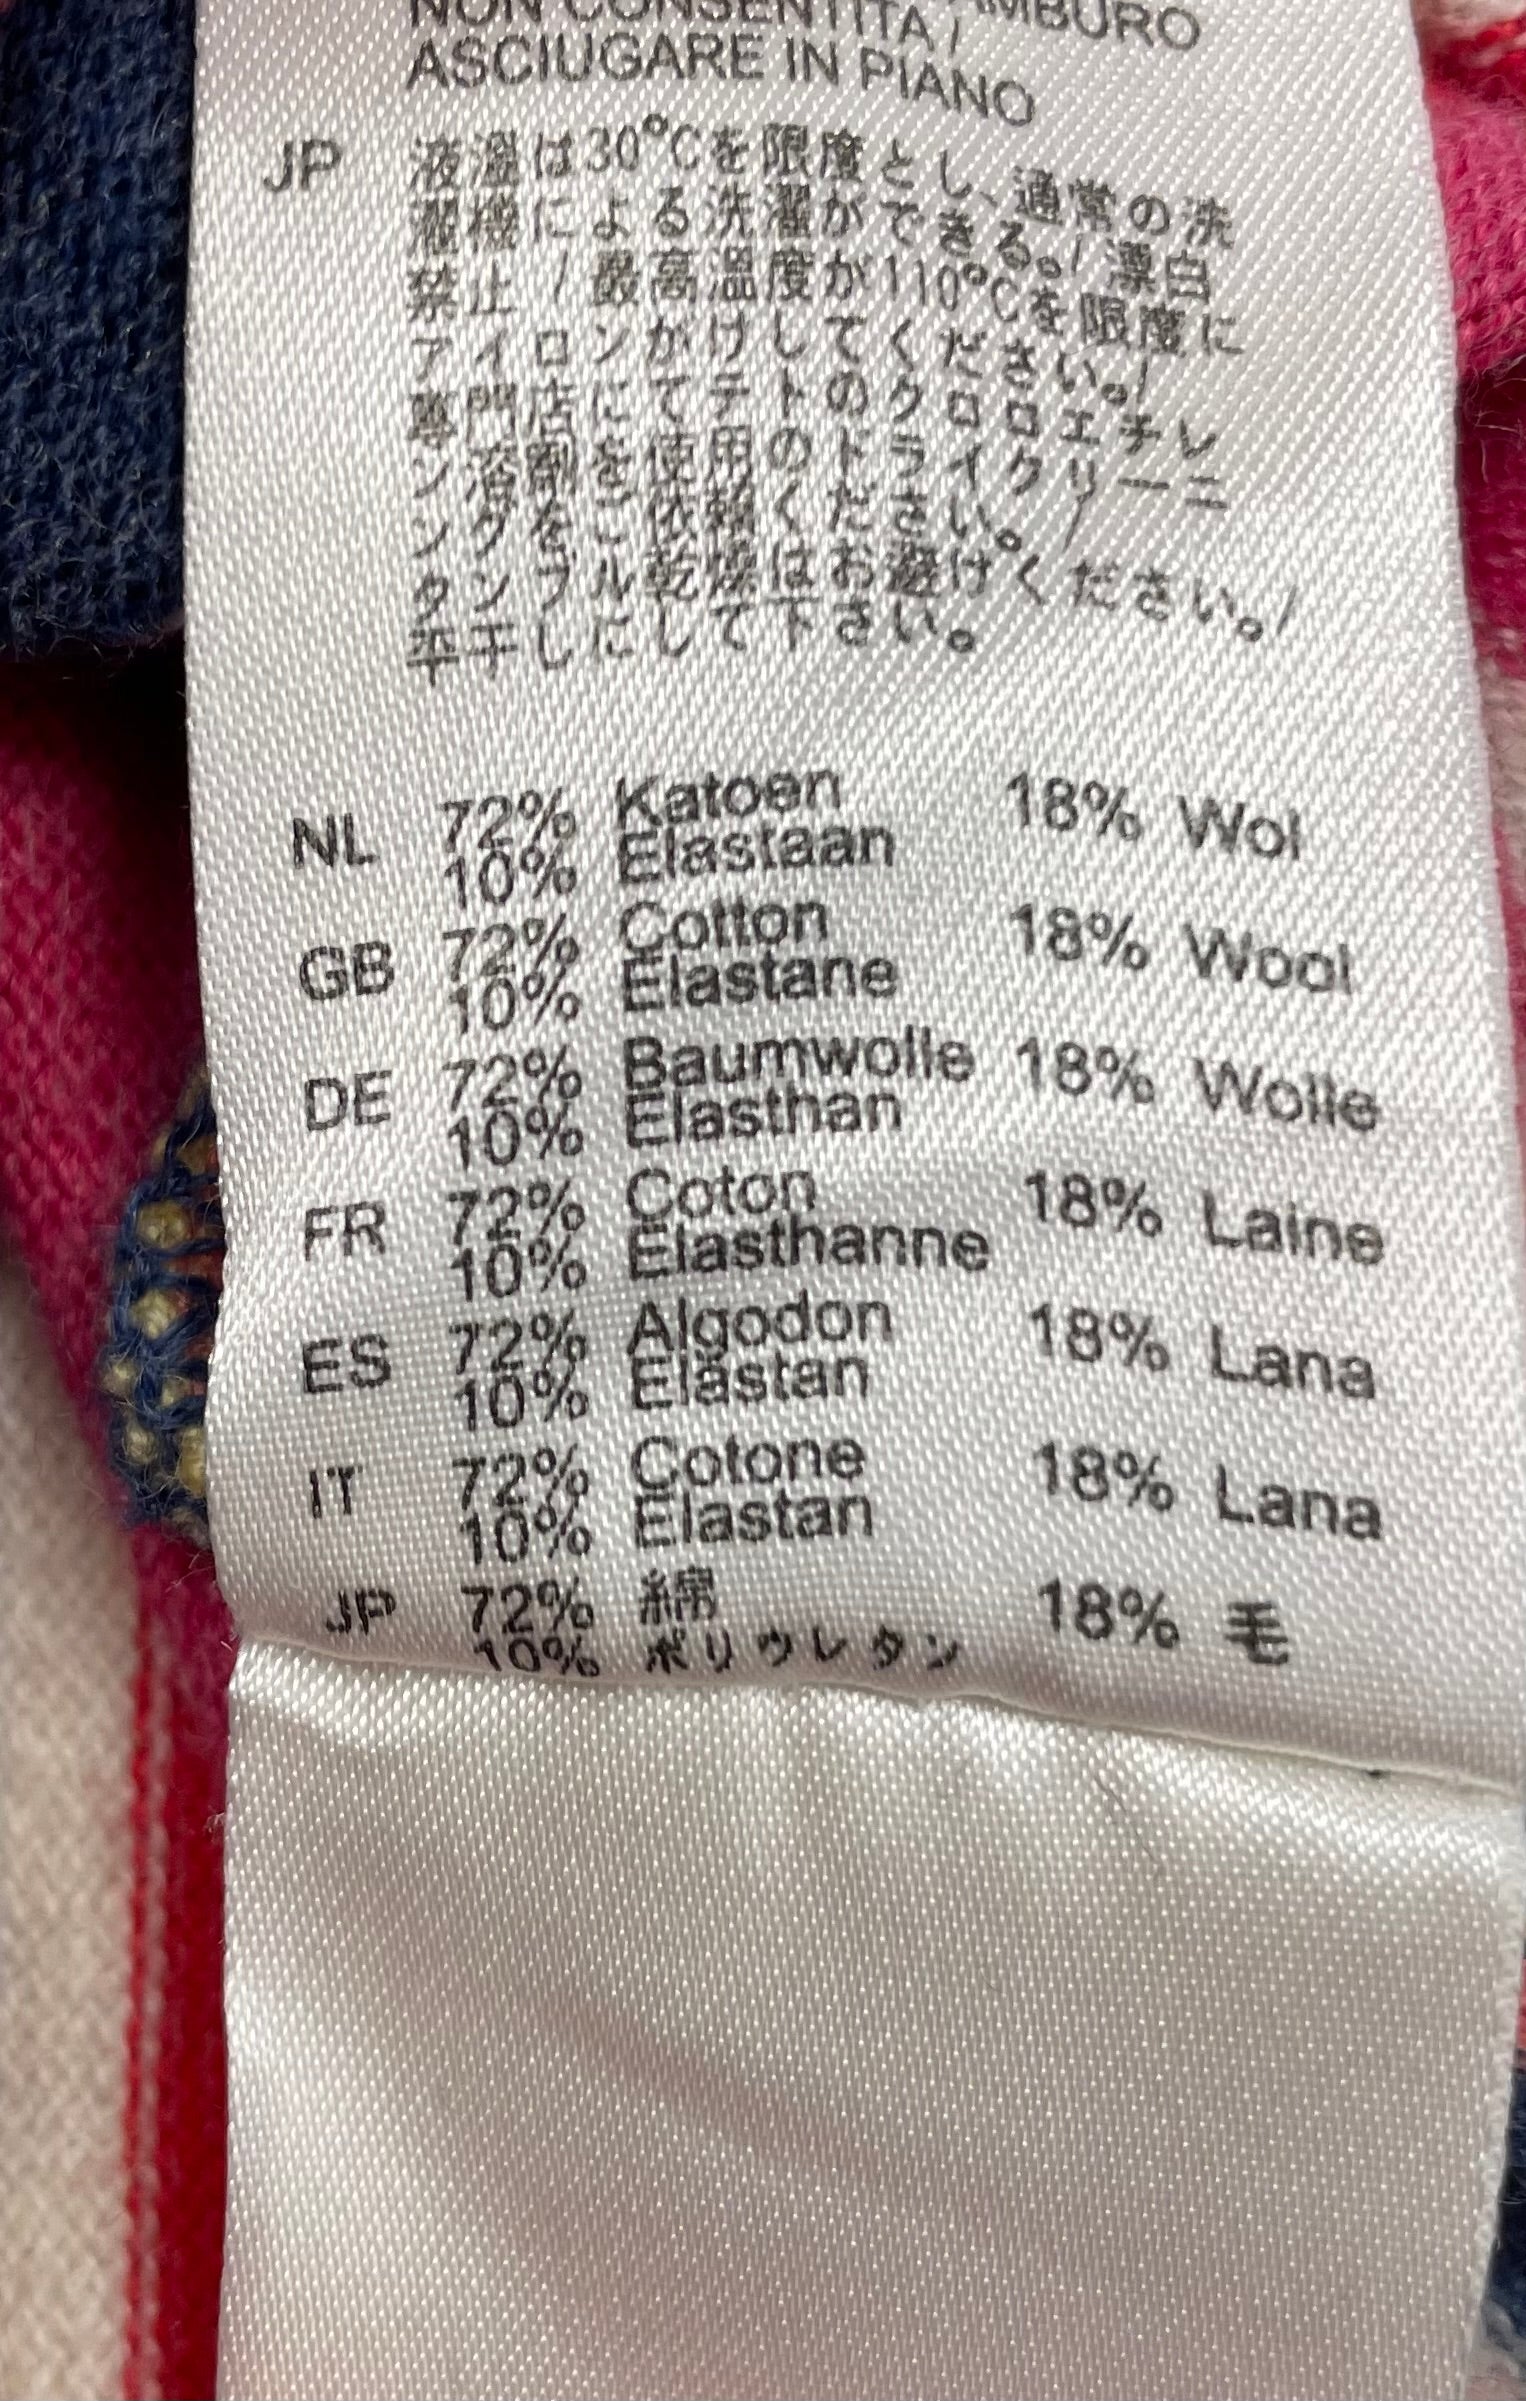 NON CONSENTITA / AMBURO
ASCIUGARE IN PIANO
JP 液温は30°Cを限度とし、通常の洗
濯機による洗濯ができる。/ 漂白
禁止 / 最高温度が110°Cを限度に
アイロンがけしてください。/
専門店にてテトのクロロエチレ
ン溶剤を使用のドライクリーニ
ングをご依頼ください。/
タンブル乾燥はお避けください。/
平干しにして下さい。
NL 72% Katoen 18% Wol
10% Elastaan
GB 72% Cotton 18% Wool
10% Elastane
DE 72% Baumwolle 18% Wolle
10% Elasthan
FR 72% Coton 18% Laine
10% Elasthanne
ES 72% Algodon 18% Lana
10% Elastan
IT 72% Cotone 18% Lana
10% Elastan
JP 72% 綿 18% 毛
10% ポリウレタン